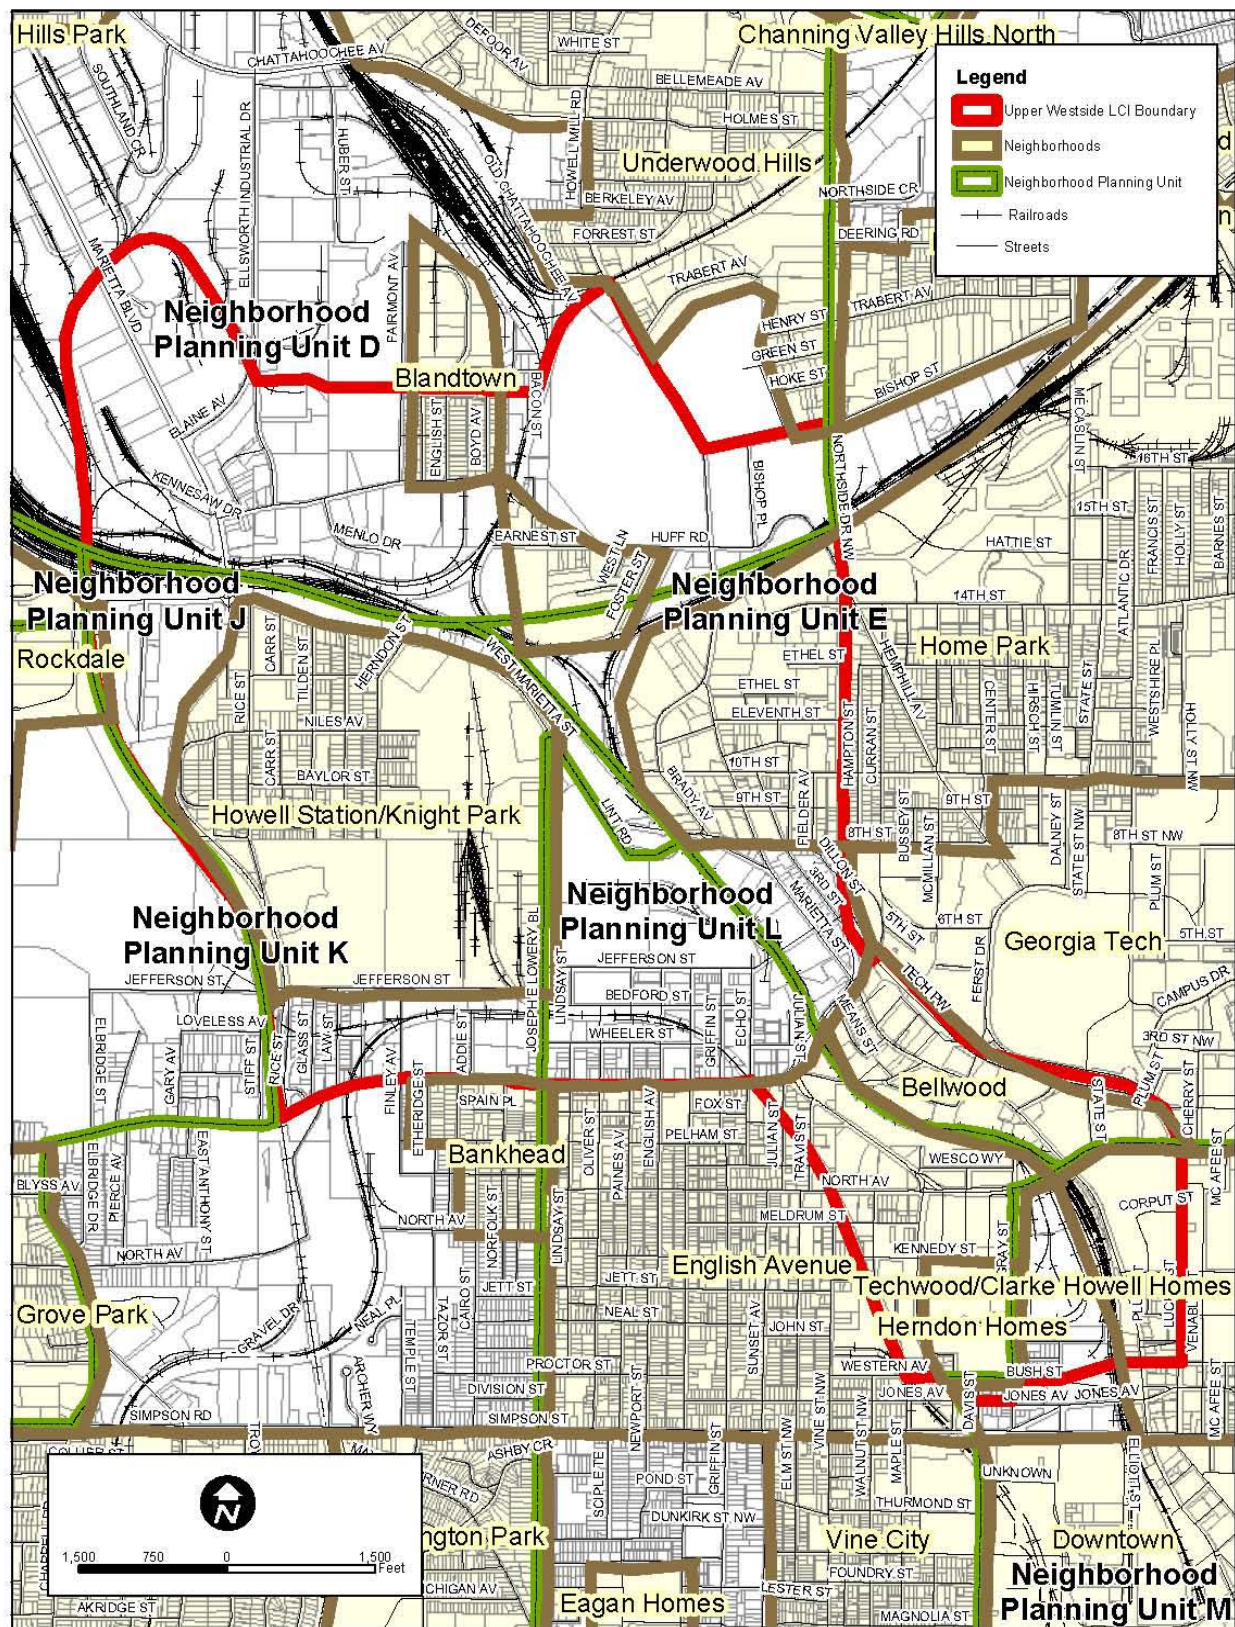 Hills Park
CHATTAHOOCHEE AV
DEFOOR AV
WHITE ST
Channing Valley Hills North
SOUTHLAND CR
ELLSWORTH INDUSTRIAL DR
HUBERT ST
BELLEMEADE AV
HOLMES ST
HOWELL MILL RD
OLD CHATTAHOOCHEE AV
Underwood Hills
BERKELEY AV
FORREST ST
NORTHSIDE CR
DEERING RD
Legend
Upper Westside LCI Boundary
Neighborhoods
Neighborhood Planning Unit
Railroads
Streets
MARIETTA BLVD
FAIRMONT AV
TRABERT AV
TRABERT AV
Neighborhood
Planning Unit D
HENRY ST
GREEN ST
HOKE ST
BISHOP ST
Blandtown
BACON ST
ENGLISH ST
BOYD AV
ELAINE AV
MECASLIN ST
16TH ST
KENNESAW DR
MENLO DR
BISHOP PL
NORTHSIDE DR NW
15TH ST
FRANCIS ST
HOLLY ST
BARNES ST
EARNEST ST
HUFF RD
HATTIE ST
WEST LN
FOSTER ST
ATLANTIC DR
Neighborhood
Planning Unit J
Neighborhood
Planning Unit E
14TH ST
Rockdale
CARR ST
TILDEN ST
HERNDON ST
RICE ST
WEST MARIETTA ST
ETHEL ST
HEMPHILL AV
Home Park
ETHEL ST
ELEVENTH ST
NILES AV
CENTER ST
HIRSCH ST
TUMLIN ST
STATE ST
WESTSHIRE PL
HOLLY ST NW
HAMPTON ST
CURRAN ST
CARR ST
BAYLOR ST
10TH ST
BRADY AV
9TH ST
FIELDER AV
9TH ST
Howell Station/Knight Park
LINT RD
8TH ST
BUSSEY ST
MCMILLAN ST
DALNEY ST
STATE ST NW
8TH ST NW
DILLON ST
3RD ST
MARIETTA ST
PLUM ST
Neighborhood
Planning Unit K
Neighborhood
Planning Unit L
5TH ST
6TH ST
Georgia Tech
5TH ST
JOSEPH E LOWERY BL
LINDSAY ST
JEFFERSON ST
JEFFERSON ST
JEFFERSON ST
BEDFORD ST
TECH PW
FERST DR
CAMPUS DR
LOVELESS AV
WHEELER ST
GRIFFIN ST
ECHO ST
JULIAN ST
MEANS ST
3RD ST NW
ELBRIDGE ST
GARY AV
STIFF ST
RICE ST
GLASS ST
LAW ST
FINLEY AV
ETHERIDGE ST
ADDIE ST
SPAIN PL
Bellwood
PLUM ST
STATE ST
CHERRY ST
FOX ST
PELHAM ST
Bankhead
OLIVER ST
PAINES AV
ENGLISH AV
JULIAN ST
TRAVIS ST
WESCO WY
MC AFEE ST
BLYSS AV
ELBRIDGE DR
PIERCE AV
EAST ANTHONY ST
NORTH AV
CORPUT ST
NORTH AV
NORTH AV
NORFOLK ST
LINDSAY ST
MELDRUM ST
KENNEDY ST
GRAY ST
English Avenue
Techwood/Clarke Howell Homes
JETT ST
JETT ST
Grove Park
GRAVEL DR
NEAL PL
NEAL ST
CAIRO ST
TAZOR ST
TEMPLE ST
SUNSET AV
JOHN ST
Herndon Homes
PROCTOR ST
WESTERN AV
BUSH ST
ARCHER WY
DIVISION ST
JONES AV
DAVIS ST
JONES AV
JONES AV
MC AFEE ST
SIMPSON RD
SIMPSON ST
NEWPORT ST
VINE ST NW
WALNUT ST NW
MAPLE ST
ELM ST NW
ASHBY CR
GRIFFIN ST
ELLIOTT ST
UNKNOWN
SCIPLE TE
POND ST
THURMOND ST
DUNKIRK ST NW
Vine City
Downtown
N
1,500
750
0
1,500
Feet
FOUNDRY ST
Neighborhood
Planning Unit M
Eagan Homes
LESTER ST
AKRIDGE ST
MAGNOLIA ST